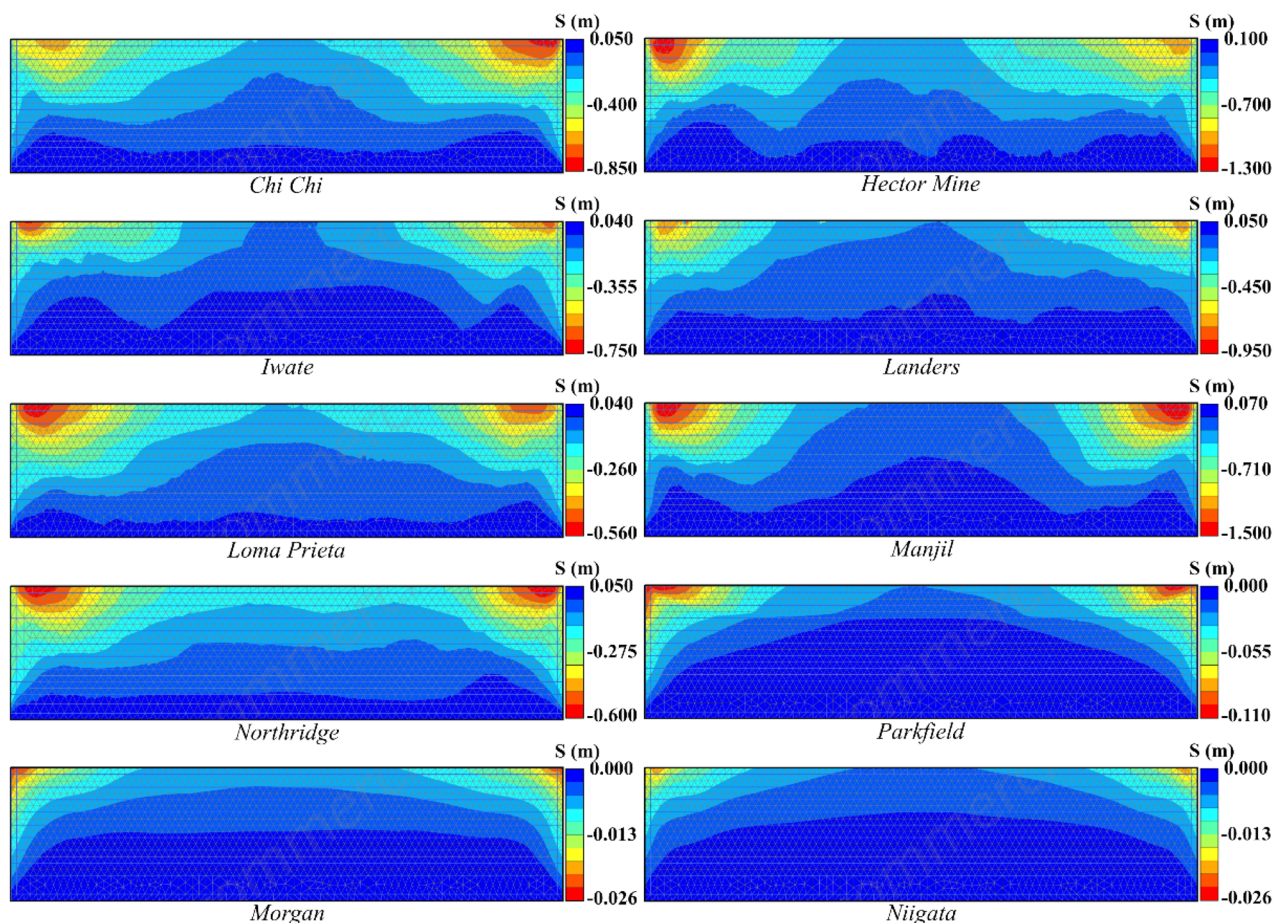 S (m)
0.050
-0.400
-0.850
Chi Chi
S (m)
0.100
-0.700
-1.300
Hector Mine
S (m)
0.040
-0.355
-0.750
Iwate
S (m)
0.050
-0.450
-0.950
Landers
S (m)
0.040
-0.260
-0.560
Loma Prieta
S (m)
0.070
-0.710
-1.500
Manjil
S (m)
0.050
-0.275
-0.600
Northridge
S (m)
0.000
-0.055
-0.110
Parkfield
S (m)
0.000
-0.013
-0.026
Morgan
S (m)
0.000
-0.013
-0.026
Niigata